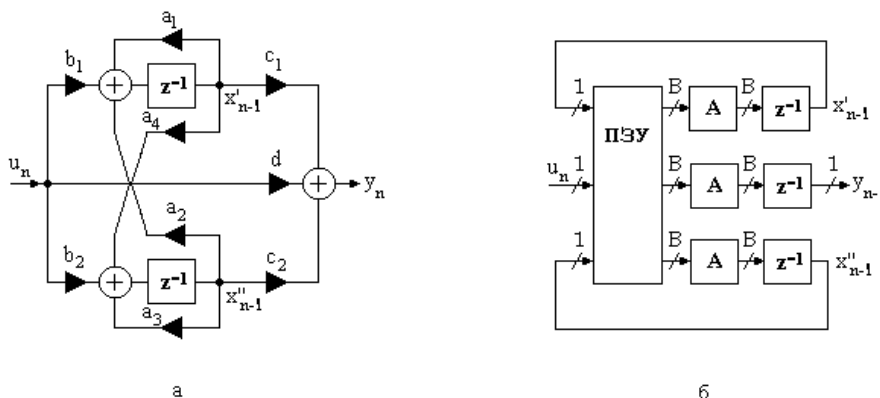 a₁
b₁
c₁
z⁻¹
x'ₙ₋₁
a₄
uₙ
d
yₙ
a₂
b₂
c₂
z⁻¹
x''ₙ₋₁
a₃
а
1
ПЗУ
B
A
B
z⁻¹
x'ₙ₋₁
uₙ
1
B
A
B
z⁻¹
1
yₙ₋
1
B
A
B
z⁻¹
x''ₙ₋₁
б